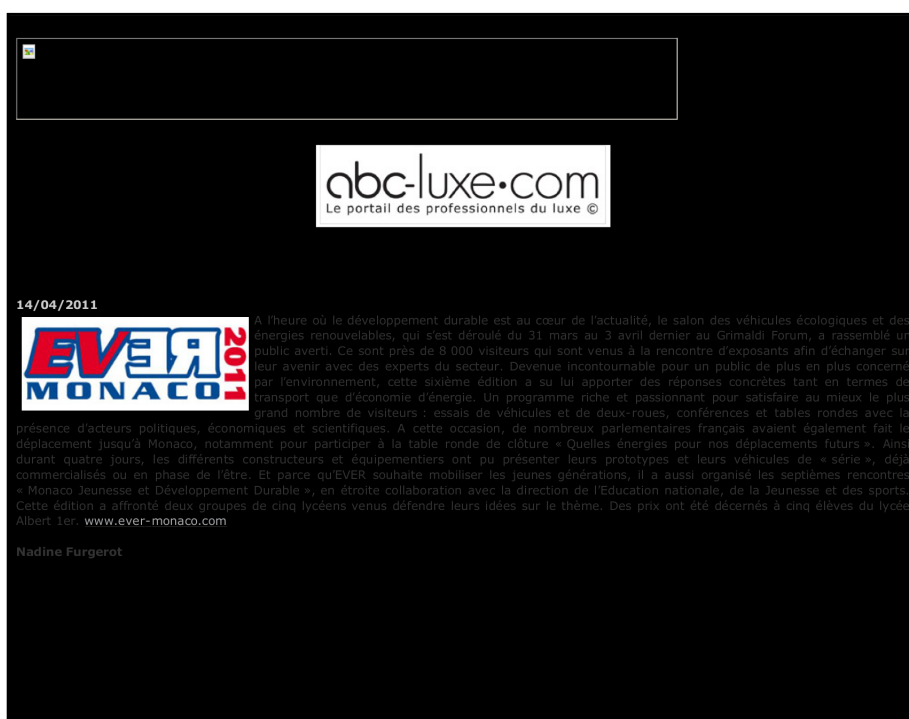 abc-luxe•com
Le portail des professionnels du luxe ©
14/04/2011
EVER 2011
MONACO
A l’heure où le développement durable est au cœur de l’actualité, le salon des véhicules écologiques et des
énergies renouvelables, qui s’est déroulé du 31 mars au 3 avril dernier au Grimaldi Forum, a rassemblé un
public averti. Ce sont près de 8 000 visiteurs qui sont venus à la rencontre d’exposants afin d’échanger sur
leur avenir avec des experts du secteur. Devenue incontournable pour un public de plus en plus concerné
par l’environnement, cette sixième édition a su lui apporter des réponses concrètes tant en termes de
transport que d’économie d’énergie. Un programme riche et passionnant pour satisfaire au mieux le plus
grand nombre de visiteurs : essais de véhicules et de deux-roues, conférences et tables rondes avec la
présence d’acteurs politiques, économiques et scientifiques. A cette occasion, de nombreux parlementaires français avaient également fait le
déplacement jusqu’à Monaco, notamment pour participer à la table ronde de clôture « Quelles énergies pour nos déplacements futurs ». Ainsi
durant quatre jours, les différents constructeurs et équipementiers ont pu présenter leurs prototypes et leurs véhicules de « série », déjà
commercialisés ou en phase de l’être. Et parce qu’EVER souhaite mobiliser les jeunes générations, il a aussi organisé les septièmes rencontres
« Monaco Jeunesse et Développement Durable », en étroite collaboration avec la direction de l’Education nationale, de la Jeunesse et des sports.
Cette édition a affronté deux groupes de cinq lycéens venus défendre leurs idées sur le thème. Des prix ont été décernés à cinq élèves du lycée
Albert 1er. www.ever-monaco.com
Nadine Furgerot